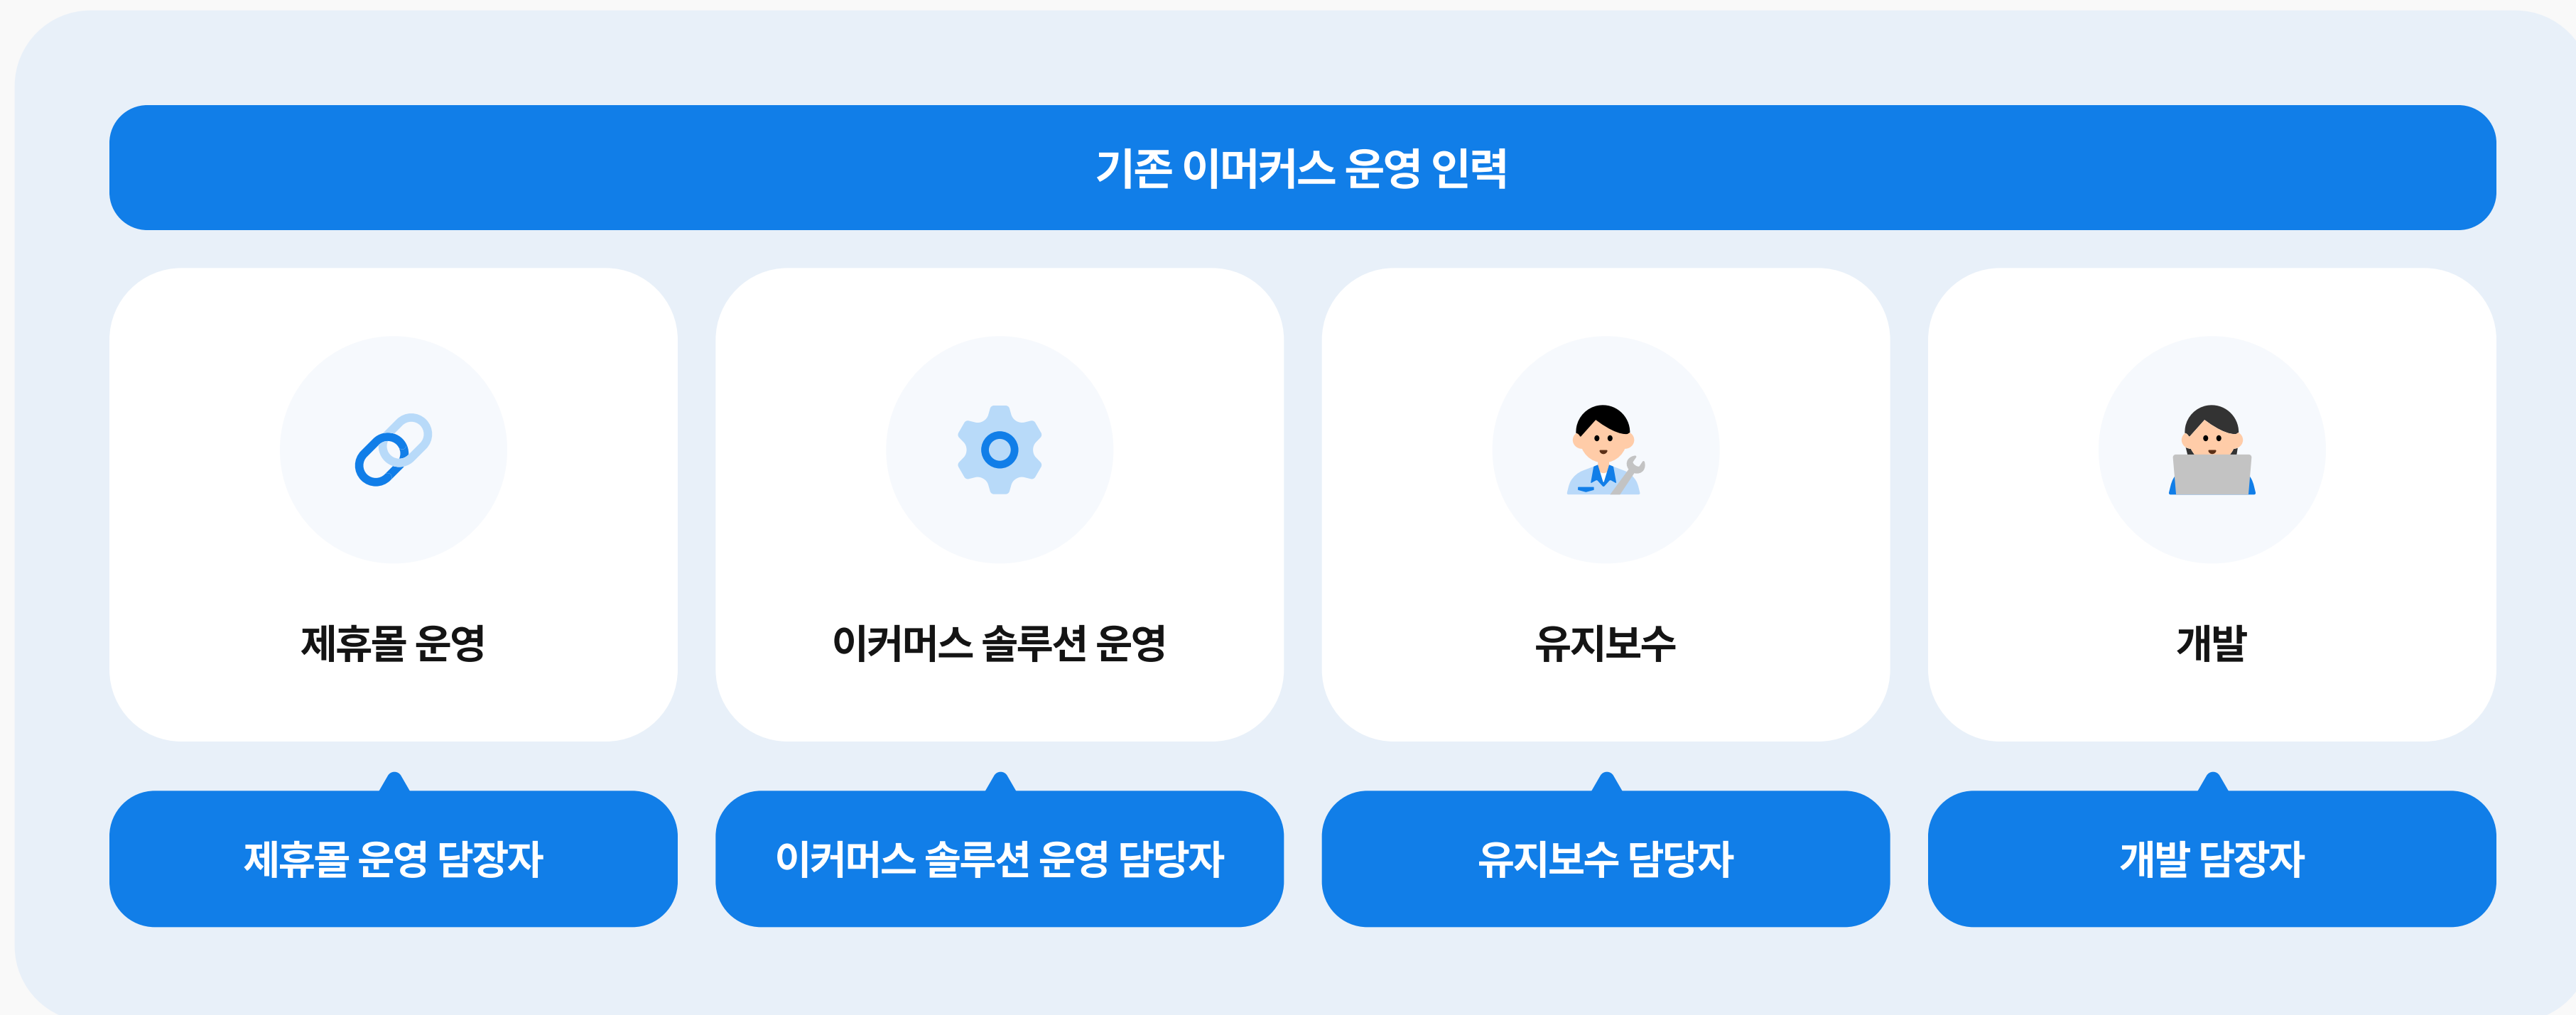 기존 이머커스 운영 인력
제휴몰 운영
이커머스 솔루션 운영
유지보수
개발
제휴몰 운영 담장자
이커머스 솔루션 운영 담당자
유지보수 담당자
개발 담장자